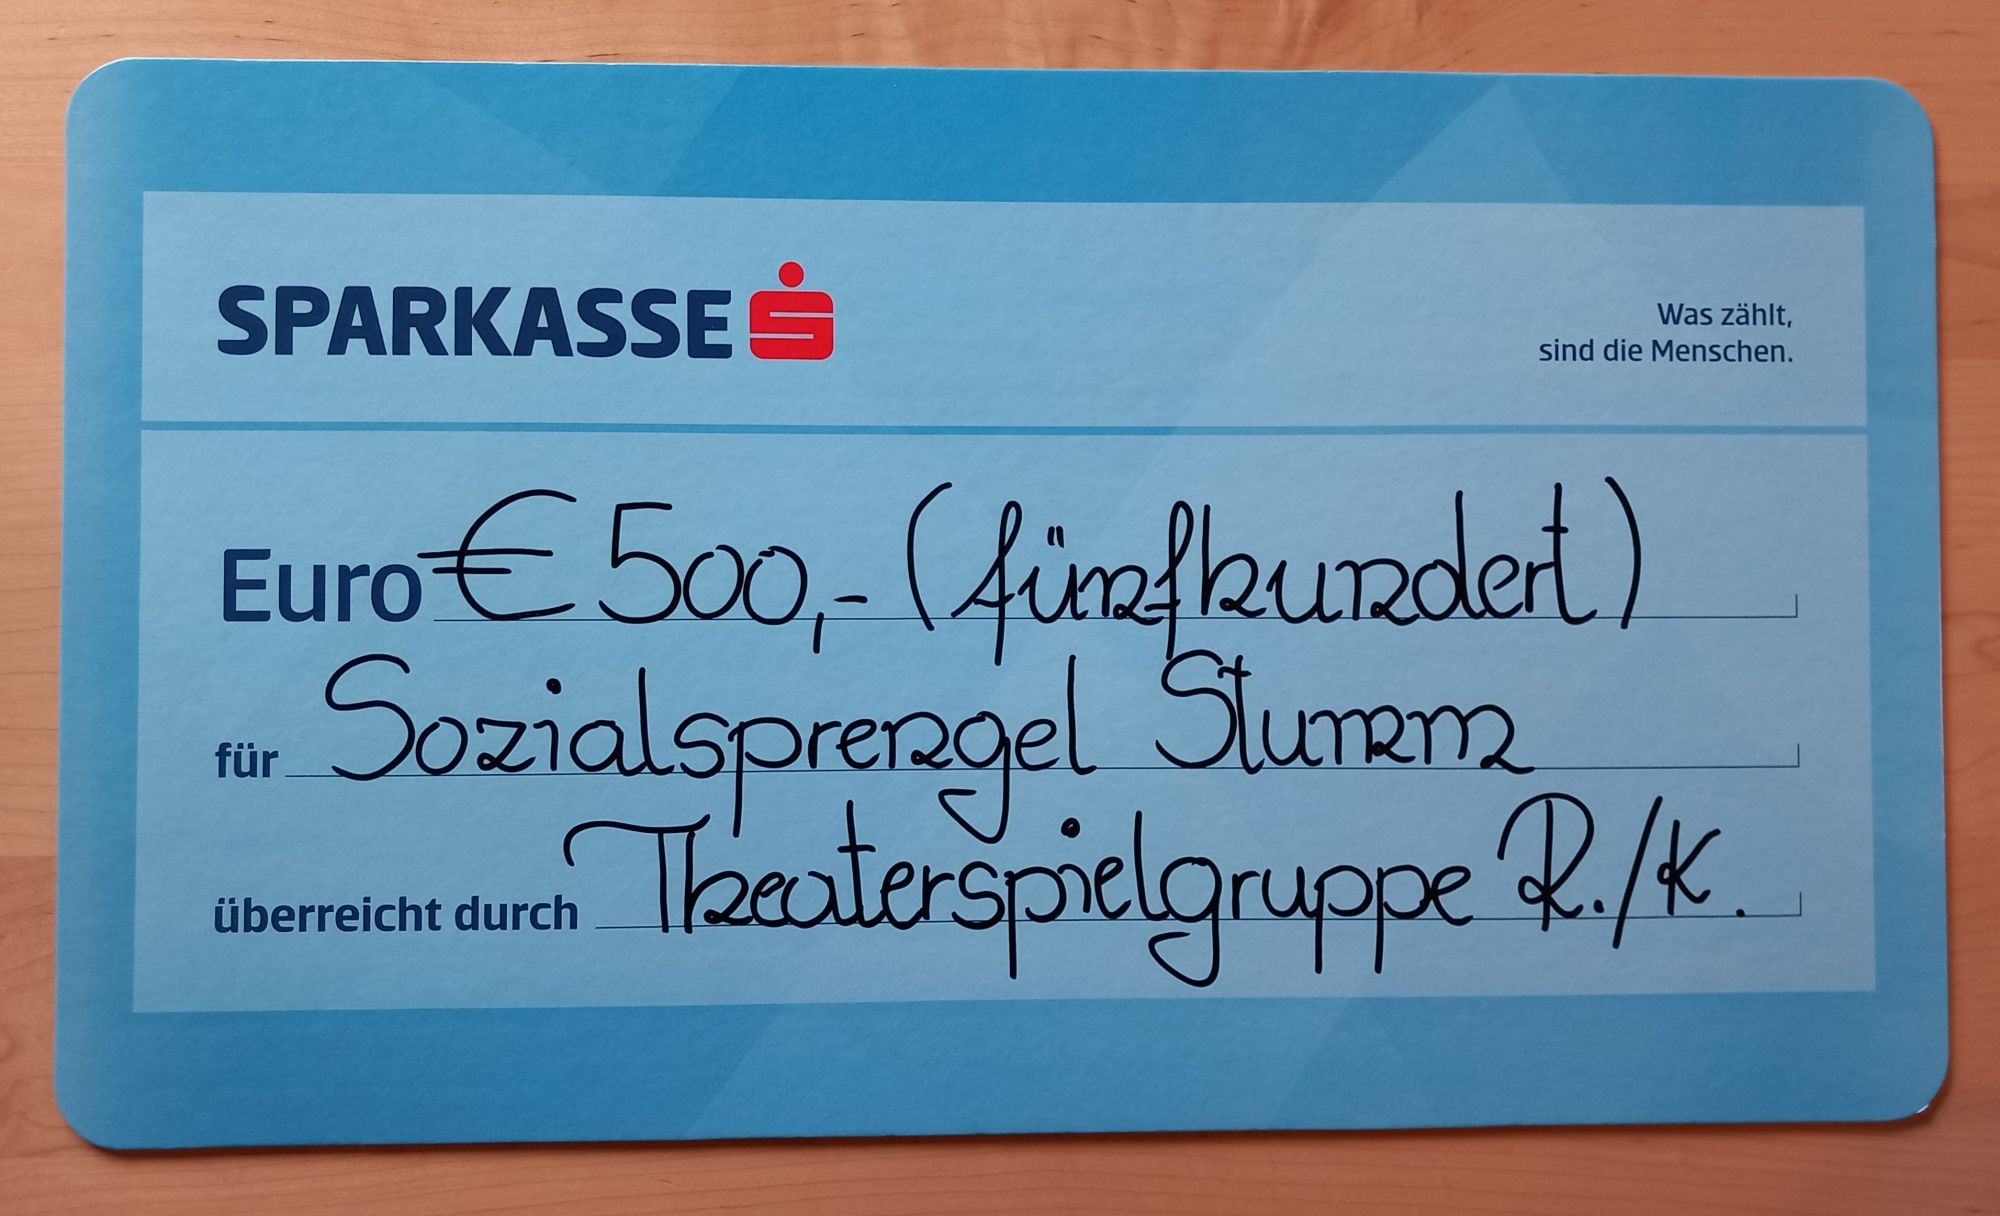 SPARKASSE S
Was zählt,
sind die Menschen.
Euro € 500,- (fünfhundert)
für Sozialsprengel Stumm
überreicht durch Theaterspielgruppe R./K.